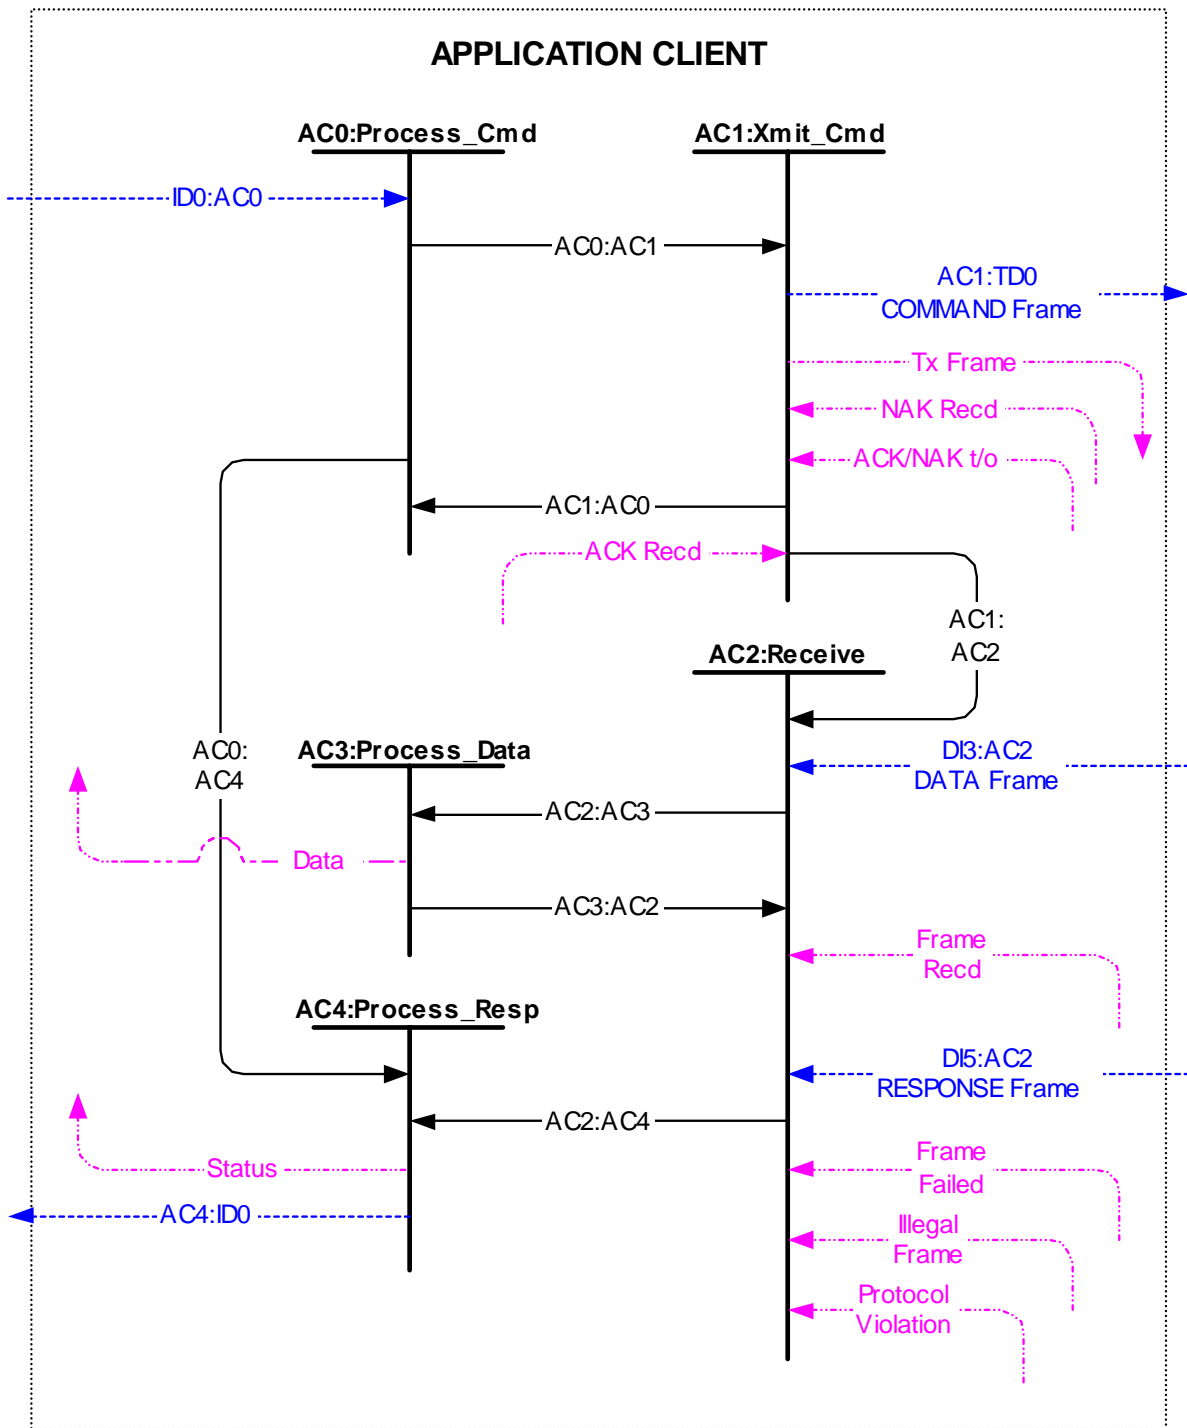 APPLICATION CLIENT
AC0:Process_Cmd
AC1:Xmit_Cmd
ID0:AC0
AC0:AC1
AC1:TD0
COMMAND Frame
Tx Frame
NAK Recd
ACK/NAK t/o
AC1:AC0
ACK Recd
AC1:
AC2
AC2:Receive
AC0:
AC4
AC3:Process_Data
DI3:AC2
DATA Frame
AC2:AC3
Data
AC3:AC2
Frame
Recd
AC4:Process_Resp
DI5:AC2
RESPONSE Frame
AC2:AC4
Status
Frame
Failed
AC4:ID0
Illegal
Frame
Protocol
Violation